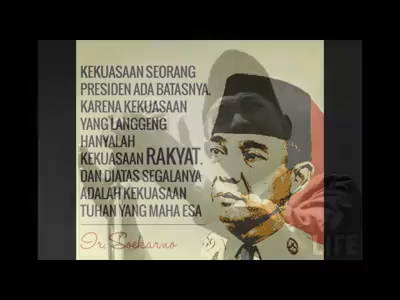 KEKUASAAN SEORANG
PRESIDEN ADA BATASNYA.
KARENA KEKUASAAN
YANG LANGGENG
HANYALAH
KEKUASAAN RAKYAT.
DAN DIATAS SEGALANYA
ADALAH KEKUASAAN
TUHAN YANG MAHA ESA
Ir. Soekarno
LIFE